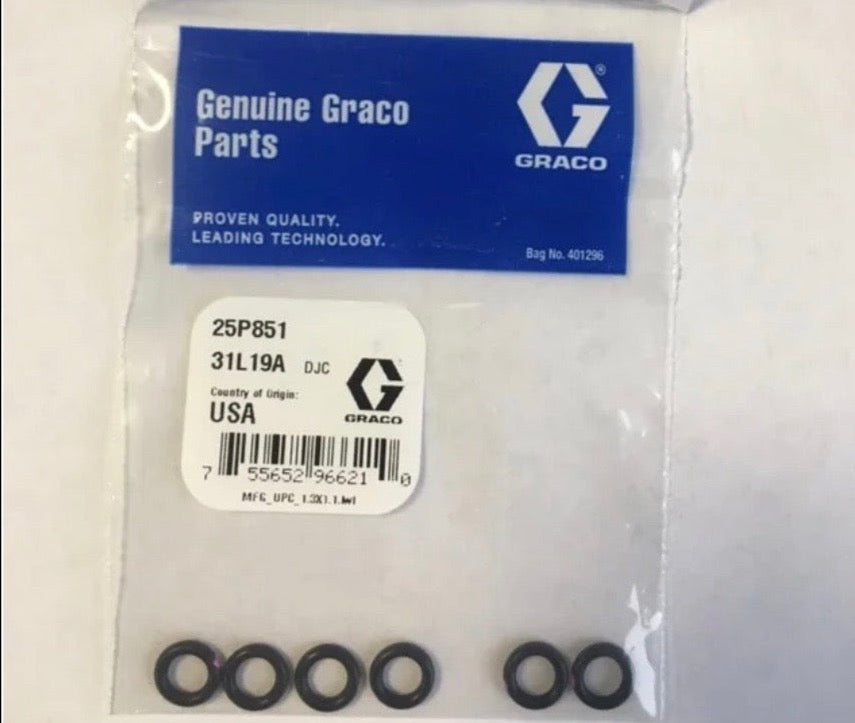 Genuine Graco
Parts
®
GRACO
PROVEN QUALITY.
LEADING TECHNOLOGY.
Bag No. 401296
25P851
31L19A DJC
Country of Origin:
USA
GRACO
7 55652 96621 0
MFG_UPC_1.3X1.1.lwl